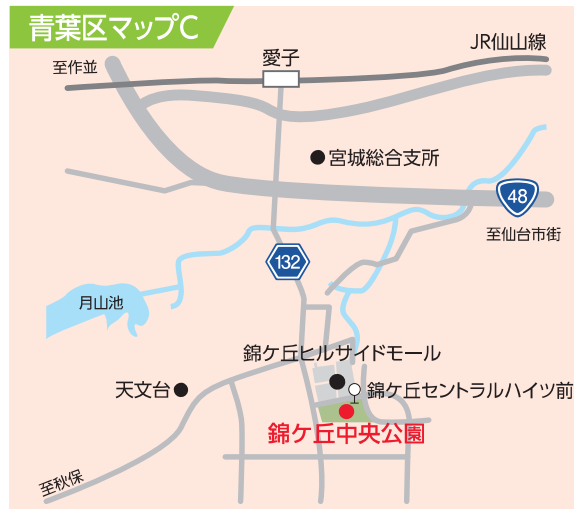 青葉区マップC
JR仙山線
愛子
至作並
宮城総合支所
48
至仙台市街
132
月山池
錦ケ丘ヒルサイドモール
天文台
錦ケ丘セントラルハイツ前
錦ケ丘中央公園
至秋保